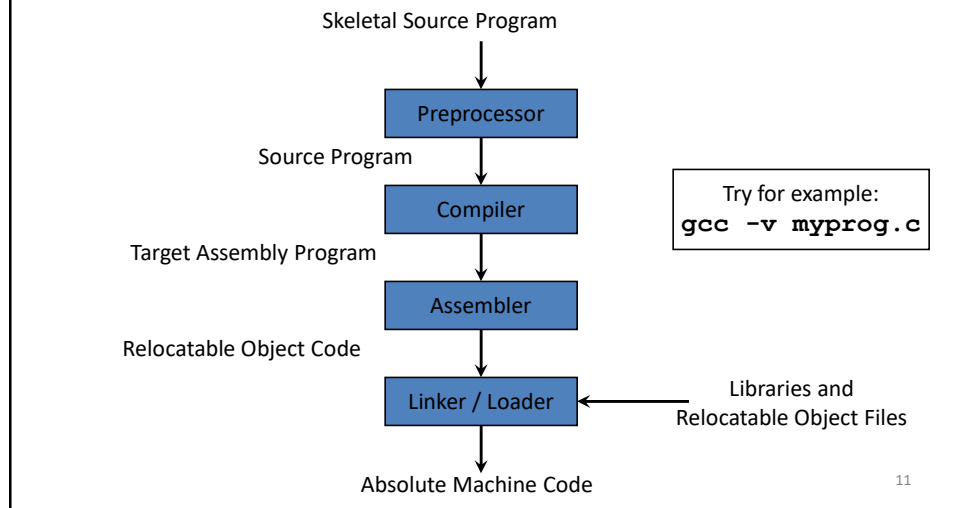 Skeletal Source Program
Preprocessor
Source Program
Compiler
Try for example:
gcc -v myprog.c
Target Assembly Program
Assembler
Relocatable Object Code
Linker / Loader
Libraries and
Relocatable Object Files
Absolute Machine Code
11